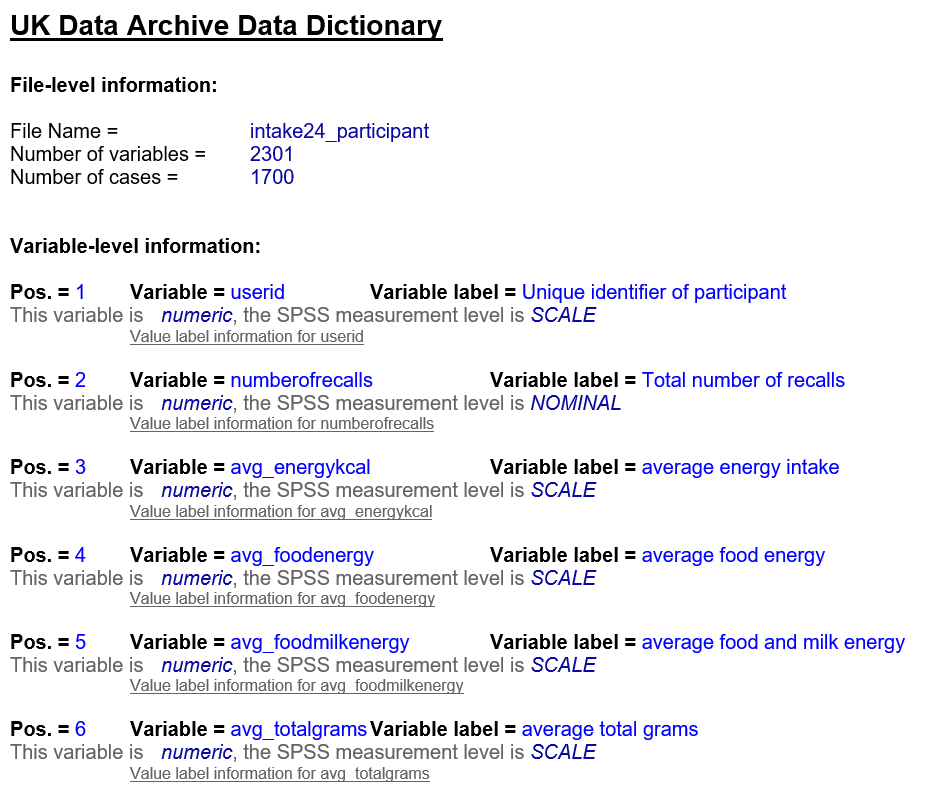 UK Data Archive Data Dictionary
File-level information:
File Name = intake24_participant
Number of variables = 2301
Number of cases = 1700
Variable-level information:
Pos. = 1 Variable = userid Variable label = Unique identifier of participant
This variable is numeric, the SPSS measurement level is SCALE
Value label information for userid
Pos. = 2 Variable = numberofrecalls Variable label = Total number of recalls
This variable is numeric, the SPSS measurement level is NOMINAL
Value label information for numberofrecalls
Pos. = 3 Variable = avg_energykcal Variable label = average energy intake
This variable is numeric, the SPSS measurement level is SCALE
Value label information for avg_energykcal
Pos. = 4 Variable = avg_foodenergy Variable label = average food energy
This variable is numeric, the SPSS measurement level is SCALE
Value label information for avg_foodenergy
Pos. = 5 Variable = avg_foodmilkenergy Variable label = average food and milk energy
This variable is numeric, the SPSS measurement level is SCALE
Value label information for avg_foodmilkenergy
Pos. = 6 Variable = avg_totalgrams Variable label = average total grams
This variable is numeric, the SPSS measurement level is SCALE
Value label information for avg_totalgrams